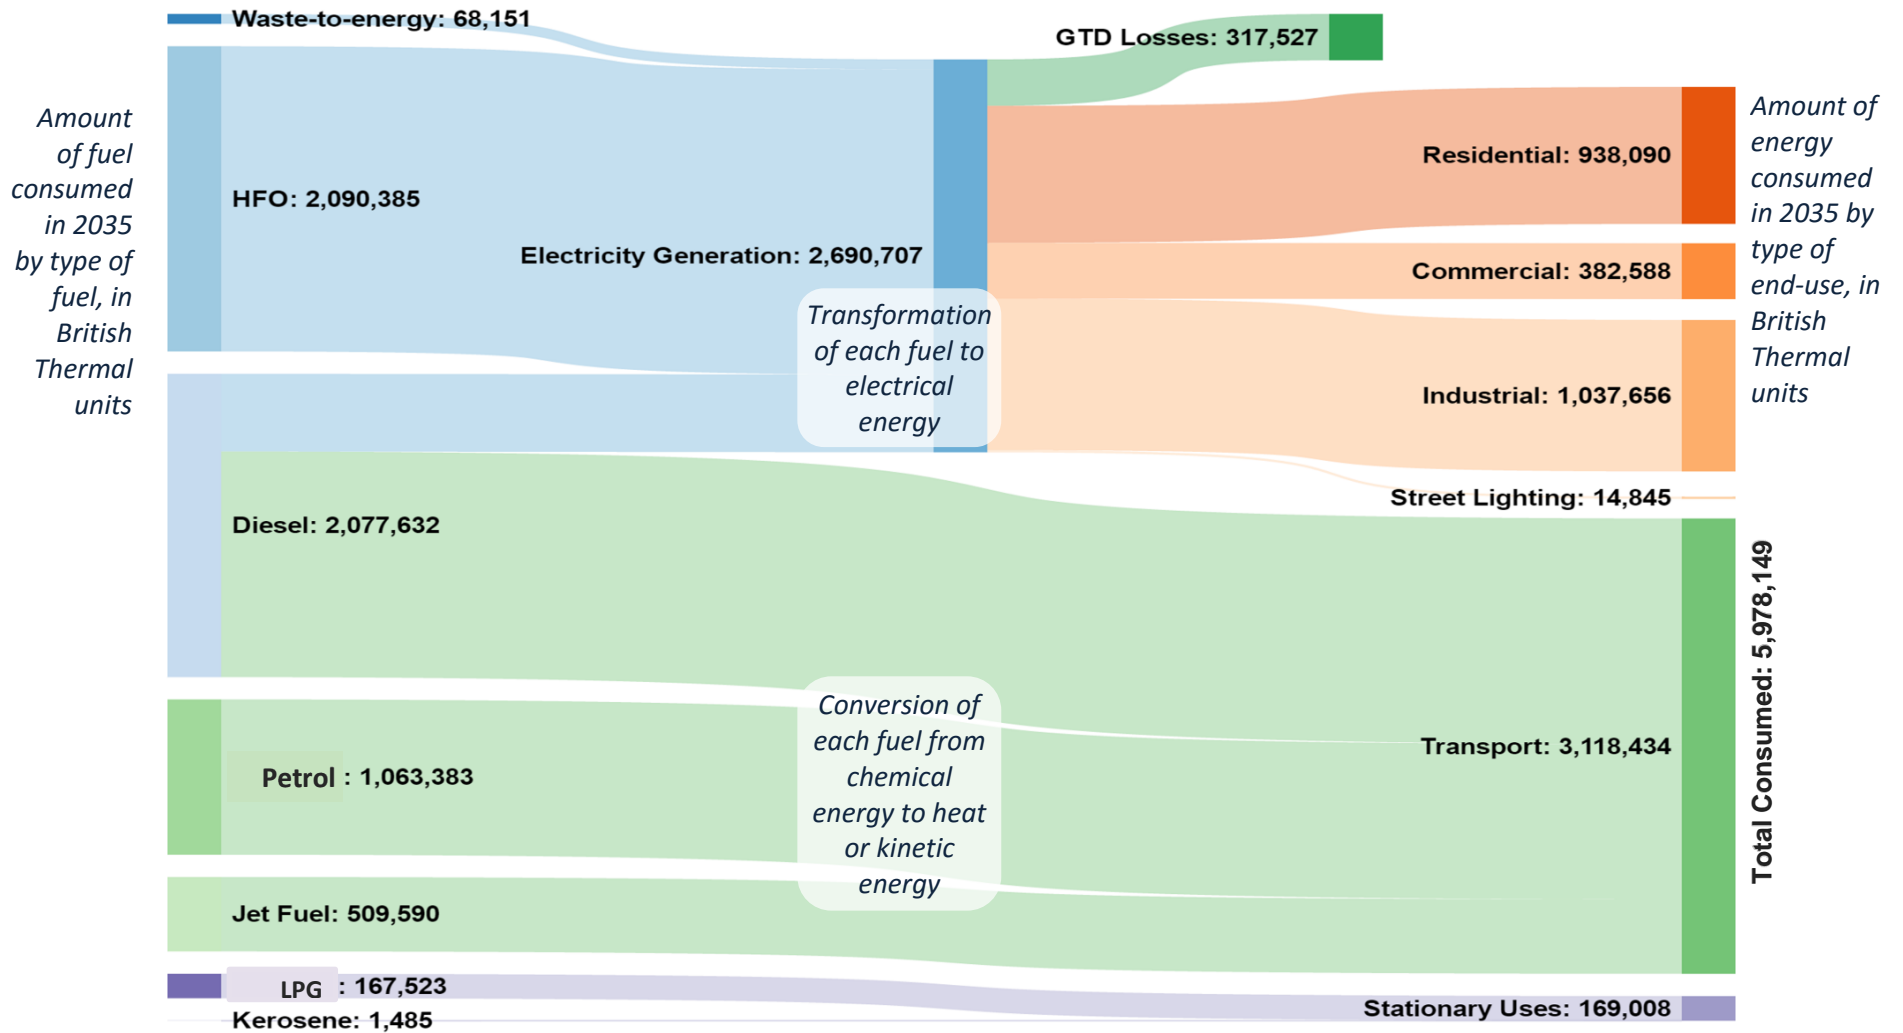 Waste-to-energy: 68,151
GTD Losses: 317,527
Amount
of fuel
consumed
in 2035
by type of
fuel, in
British
Thermal
units
HFO: 2,090,385
Electricity Generation: 2,690,707
Transformation
of each fuel to
electrical
energy
Residential: 938,090
Commercial: 382,588
Industrial: 1,037,656
Street Lighting: 14,845
Amount of
energy
consumed
in 2035 by
type of
end-use, in
British
Thermal
units
Diesel: 2,077,632
Petrol : 1,063,383
Conversion of
each fuel from
chemical
energy to heat
or kinetic
energy
Transport: 3,118,434
Total Consumed: 5,978,149
Jet Fuel: 509,590
LPG : 167,523
Kerosene: 1,485
Stationary Uses: 169,008